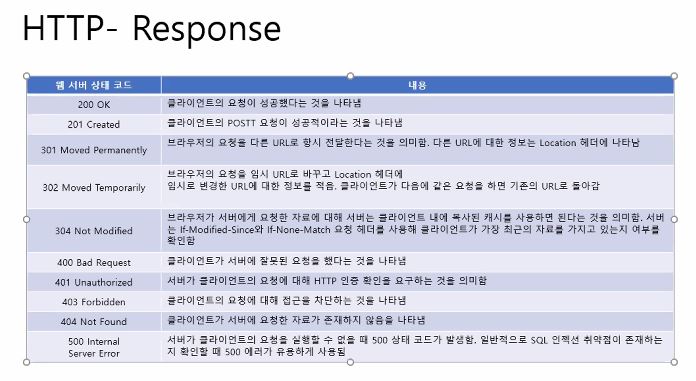 HTTP- Response
웹 서버 상태 코드 내용
200 OK 클라이언트의 요청이 성공했다는 것을 나타냄
201 Created 클라이언트의 POSTT 요청이 성공적이라는 것을 나타냄
301 Moved Permanently 브라우저의 요청을 다른 URL로 항시 전달한다는 것을 의미함. 다른 URL에 대한 정보는 Location 헤더에 나타남
302 Moved Temporarily 브라우저의 요청을 임시 URL로 바꾸고 Location 헤더에
임시로 변경한 URL에 대한 정보를 적음. 클라이언트가 다음에 같은 요청을 하면 기존의 URL로 돌아감
304 Not Modified 브라우저가 서버에게 요청한 자료에 대해 서버는 클라이언트 내에 복사된 캐시를 사용하면 된다는 것을 의미함. 서버
는 If-Modified-Since와 If-None-Match 요청 헤더를 사용해 클라이언트가 가장 최근의 자료를 가지고 있는지 여부를
확인함
400 Bad Request 클라이언트가 서버에 잘못된 요청을 했다는 것을 나타냄
401 Unauthorized 서버가 클라이언트의 요청에 대해 HTTP 인증 확인을 요구하는 것을 의미함
403 Forbidden 클라이언트의 요청에 대해 접근을 차단하는 것을 나타냄
404 Not Found 클라이언트가 서버에 요청한 자료가 존재하지 않음을 나타냄
500 Internal
Server Error
서버가 클라이언트의 요청을 실행할 수 없을 때 500 상태 코드가 발생함. 일반적으로 SQL 인젝션 취약점이 존재하는
지 확인할 때 500 에러가 유용하게 사용됨